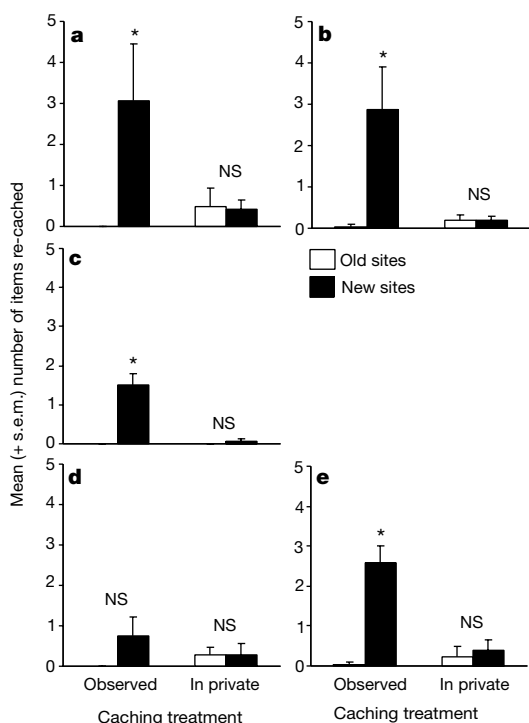 Mean (+ s.e.m.) number of items re-cached
a
5
4
3
2
1
0
*
NS
b
5
4
3
2
1
0
*
NS
Old sites
New sites
c
5
4
3
2
1
0
*
NS
d
5
4
3
2
1
0
NS
NS
Observed In private
Caching treatment
e
5
4
3
2
1
0
*
NS
Observed In private
Caching treatment